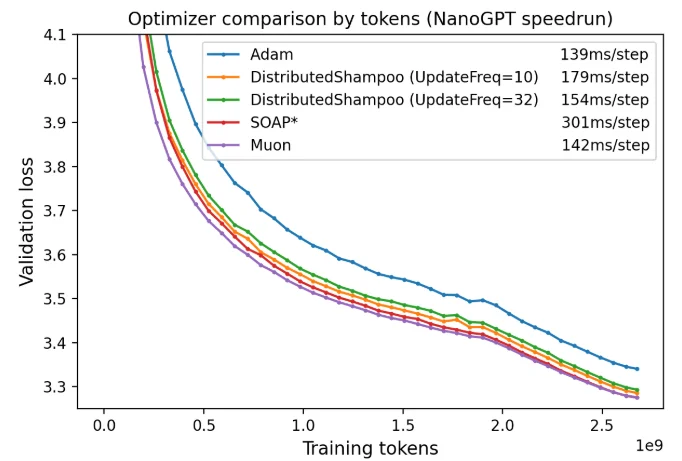 Optimizer comparison by tokens (NanoGPT speedrun)
Validation loss
4.1
4.0
3.9
3.8
3.7
3.6
3.5
3.4
3.3
Adam 139ms/step
DistributedShampoo (UpdateFreq=10) 179ms/step
DistributedShampoo (UpdateFreq=32) 154ms/step
SOAP* 301ms/step
Muon 142ms/step
0.0 0.5 1.0 1.5 2.0 2.5
1e9
Training tokens